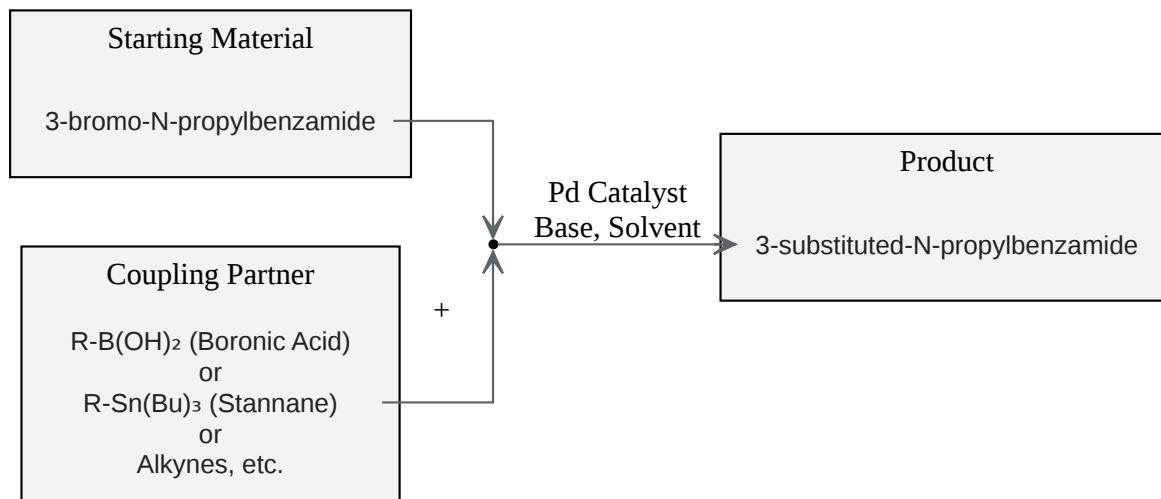 Starting Material
3-bromo-N-propylbenzamide
Coupling Partner
R-B(OH)₂ (Boronic Acid)
or
R-Sn(Bu)₃ (Stannane)
or
Alkynes, etc.
+
Pd Catalyst
Base, Solvent
Product
3-substituted-N-propylbenzamide